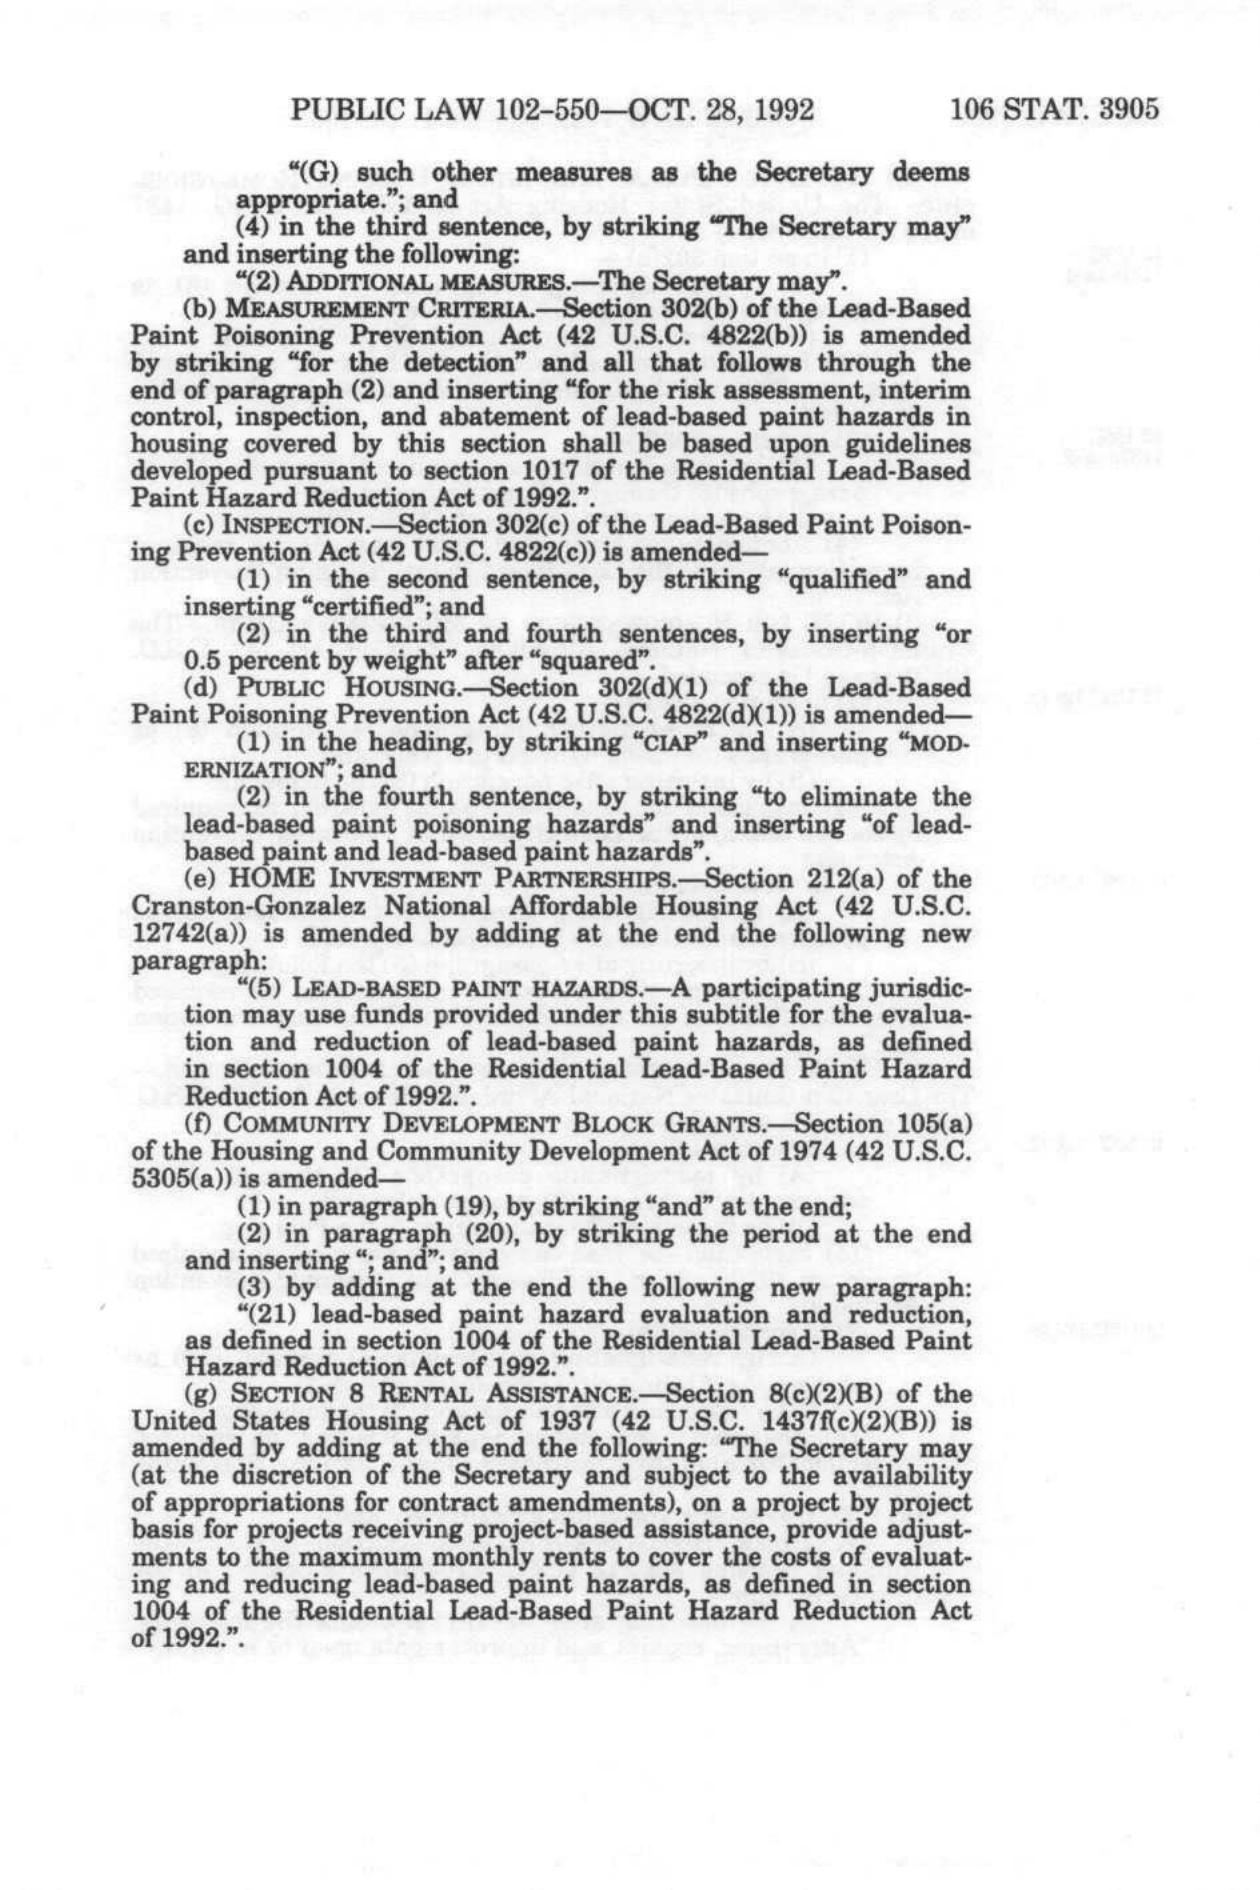 PUBLIC LAW 102–550—OCT. 28, 1992 106 STAT. 3905
“(G) such other measures as the Secretary deems
appropriate.”; and
(4) in the third sentence, by striking “The Secretary may”
and inserting the following:
“(2) ADDITIONAL MEASURES.—The Secretary may”.
(b) MEASUREMENT CRITERIA.—Section 302(b) of the Lead-Based
Paint Poisoning Prevention Act (42 U.S.C. 4822(b)) is amended
by striking “for the detection” and all that follows through the
end of paragraph (2) and inserting “for the risk assessment, interim
control, inspection, and abatement of lead-based paint hazards in
housing covered by this section shall be based upon guidelines
developed pursuant to section 1017 of the Residential Lead-Based
Paint Hazard Reduction Act of 1992.”.
(c) INSPECTION.—Section 302(c) of the Lead-Based Paint Poison-
ing Prevention Act (42 U.S.C. 4822(c)) is amended—
(1) in the second sentence, by striking “qualified” and
inserting “certified”; and
(2) in the third and fourth sentences, by inserting “or
0.5 percent by weight” after “squared”.
(d) PUBLIC HOUSING.—Section 302(d)(1) of the Lead-Based
Paint Poisoning Prevention Act (42 U.S.C. 4822(d)(1)) is amended—
(1) in the heading, by striking “CIAP” and inserting “MOD-
ERNIZATION”; and
(2) in the fourth sentence, by striking “to eliminate the
lead-based paint poisoning hazards” and inserting “of lead-
based paint and lead-based paint hazards”.
(e) HOME INVESTMENT PARTNERSHIPS.—Section 212(a) of the
Cranston-Gonzalez National Affordable Housing Act (42 U.S.C.
12742(a)) is amended by adding at the end the following new
paragraph:
“(5) LEAD-BASED PAINT HAZARDS.—A participating jurisdic-
tion may use funds provided under this subtitle for the evalua-
tion and reduction of lead-based paint hazards, as defined
in section 1004 of the Residential Lead-Based Paint Hazard
Reduction Act of 1992.”.
(f) COMMUNITY DEVELOPMENT BLOCK GRANTS.—Section 105(a)
of the Housing and Community Development Act of 1974 (42 U.S.C.
5305(a)) is amended—
(1) in paragraph (19), by striking “and” at the end;
(2) in paragraph (20), by striking the period at the end
and inserting “; and”; and
(3) by adding at the end the following new paragraph:
“(21) lead-based paint hazard evaluation and reduction,
as defined in section 1004 of the Residential Lead-Based Paint
Hazard Reduction Act of 1992.”.
(g) SECTION 8 RENTAL ASSISTANCE.—Section 8(c)(2)(B) of the
United States Housing Act of 1937 (42 U.S.C. 1437f(c)(2)(B)) is
amended by adding at the end the following: “The Secretary may
(at the discretion of the Secretary and subject to the availability
of appropriations for contract amendments), on a project by project
basis for projects receiving project-based assistance, provide adjust-
ments to the maximum monthly rents to cover the costs of evaluat-
ing and reducing lead-based paint hazards, as defined in section
1004 of the Residential Lead-Based Paint Hazard Reduction Act
of 1992.”.